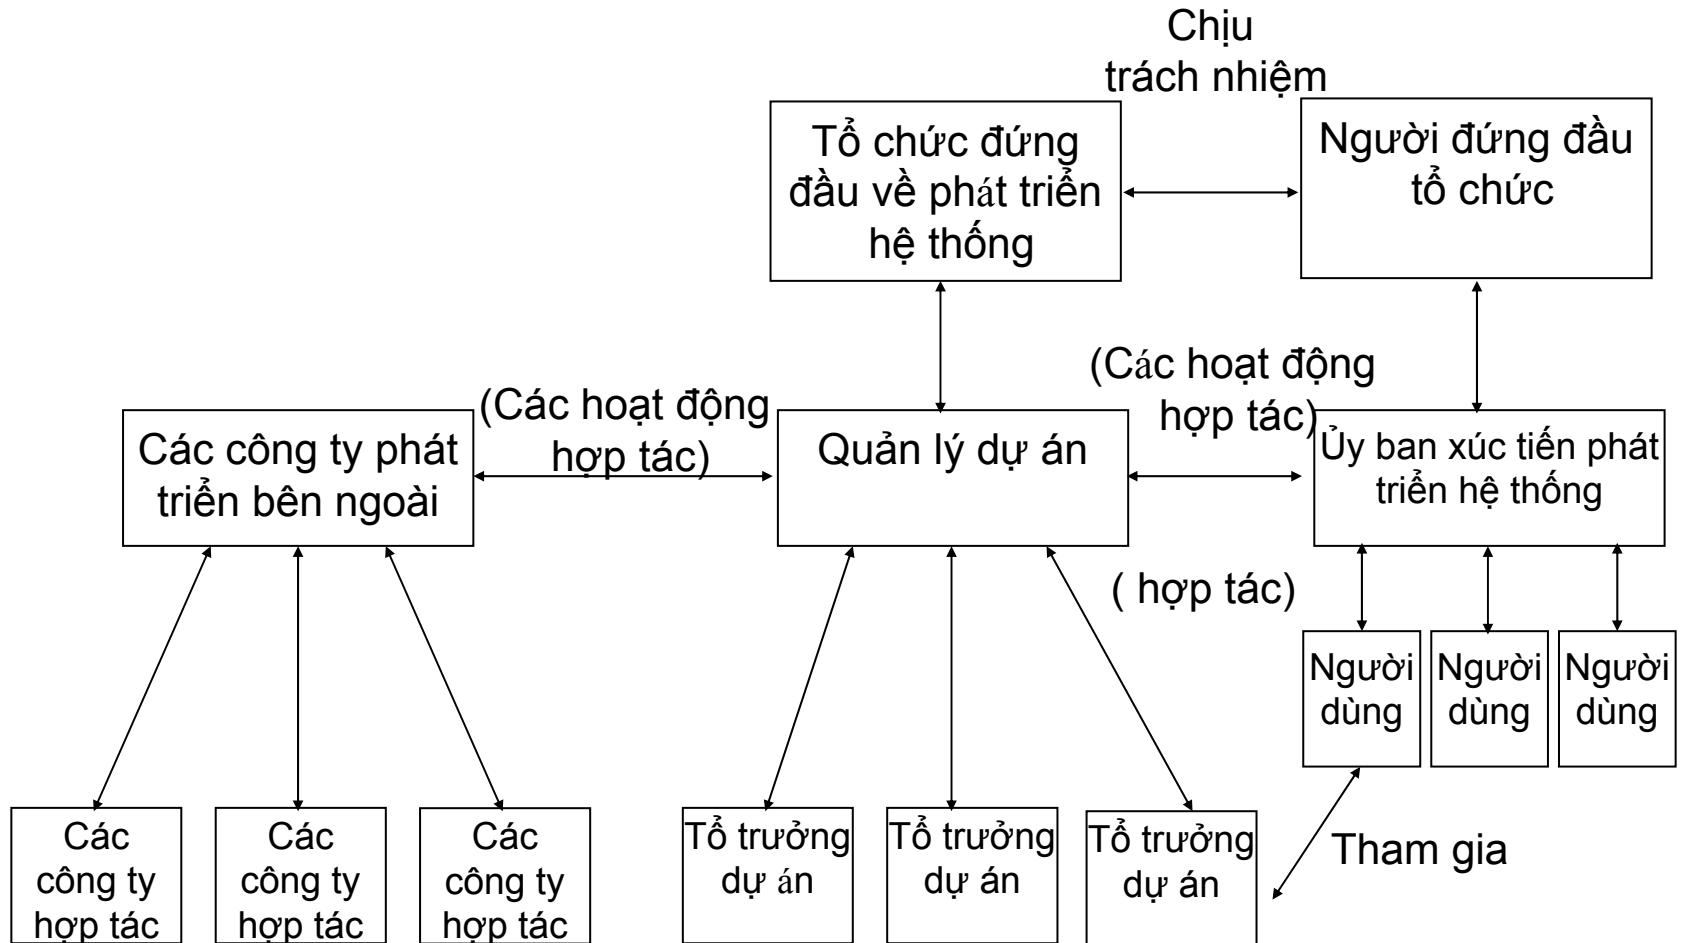 Chịu
trách nhiệm
Tổ chức đứng
đầu về phát triển
hệ thống
Người đứng đầu
tổ chức
(Các hoạt động
hợp tác)
(Các hoạt động
hợp tác)
Các công ty phát
triển bên ngoài
Quản lý dự án
Ủy ban xúc tiến phát
triển hệ thống
( hợp tác)
Người
dùng
Người
dùng
Người
dùng
Các
công ty
hợp tác
Các
công ty
hợp tác
Các
công ty
hợp tác
Tổ trưởng
dự án
Tổ trưởng
dự án
Tổ trưởng
dự án
Tham gia